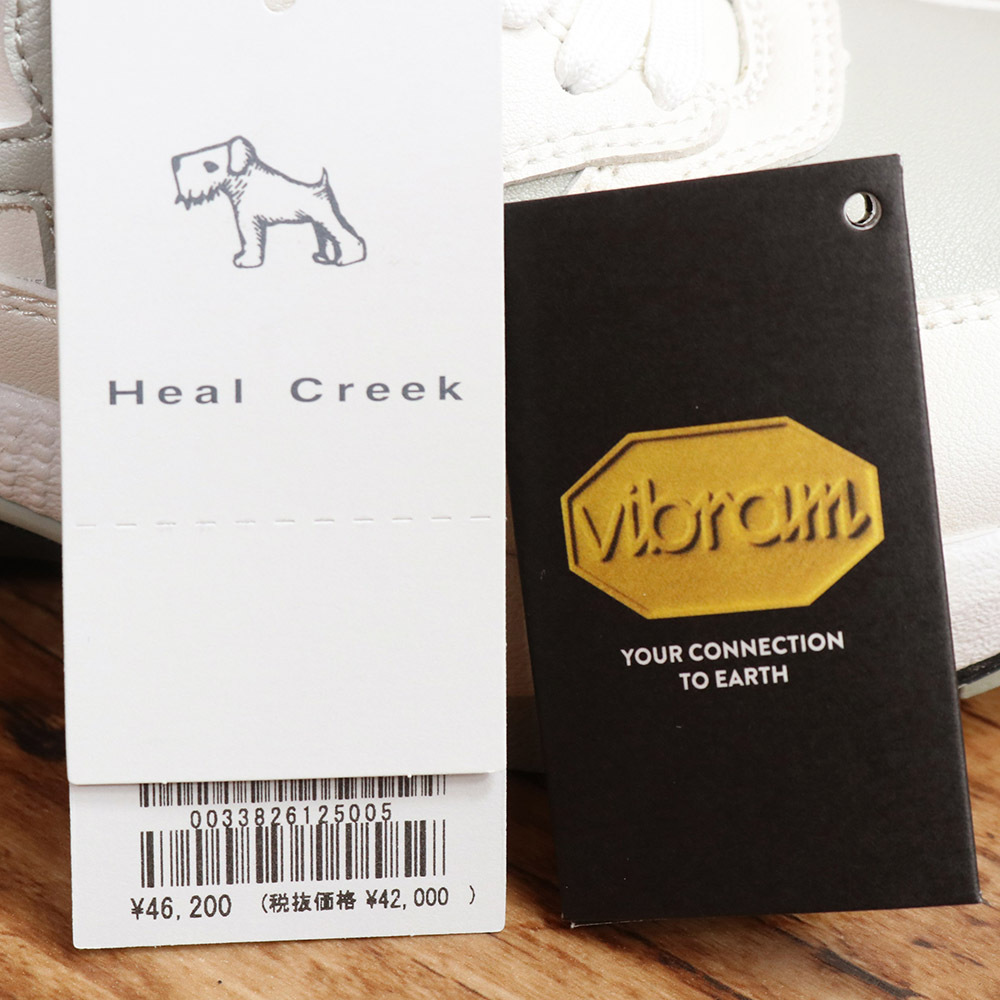 Heal Creek
0033826125005
¥46,200 (税抜価格 ¥42,000 )
vibram
YOUR CONNECTION
TO EARTH